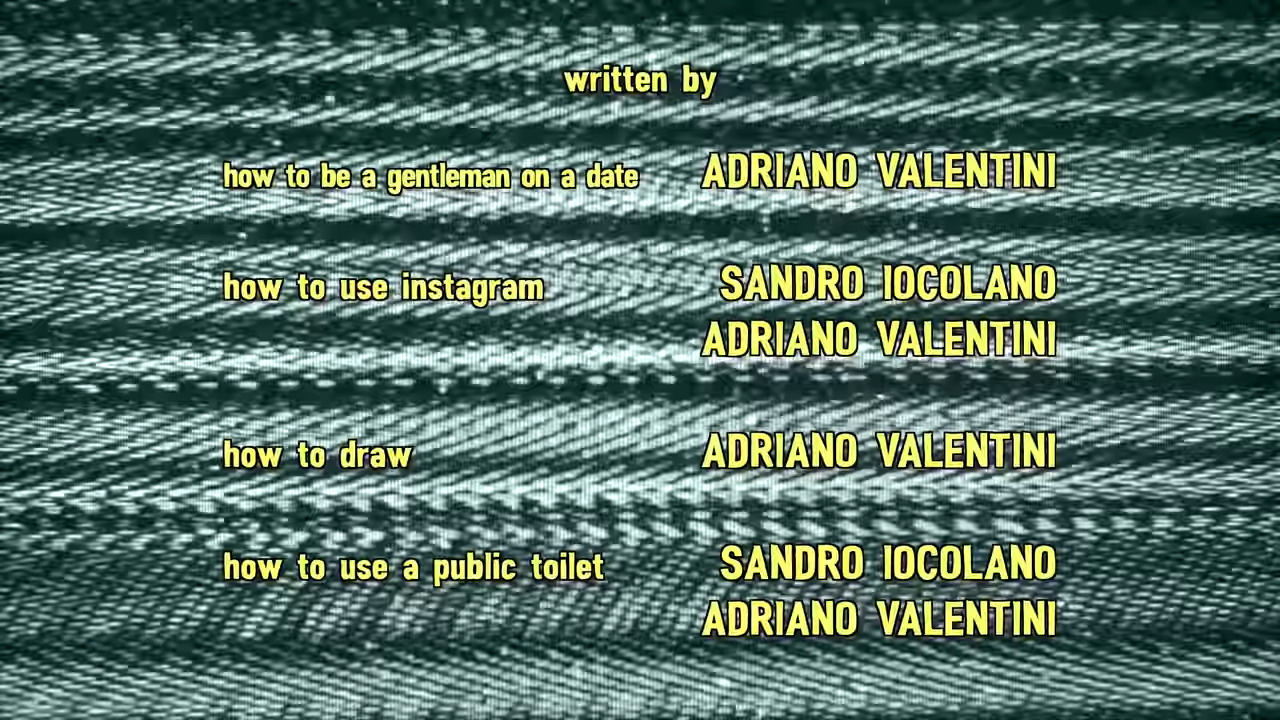 written by
how to be a gentleman on a date ADRIANO VALENTINI
how to use instagram SANDRO IOCOLANO
ADRIANO VALENTINI
how to draw ADRIANO VALENTINI
how to use a public toilet SANDRO IOCOLANO
ADRIANO VALENTINI